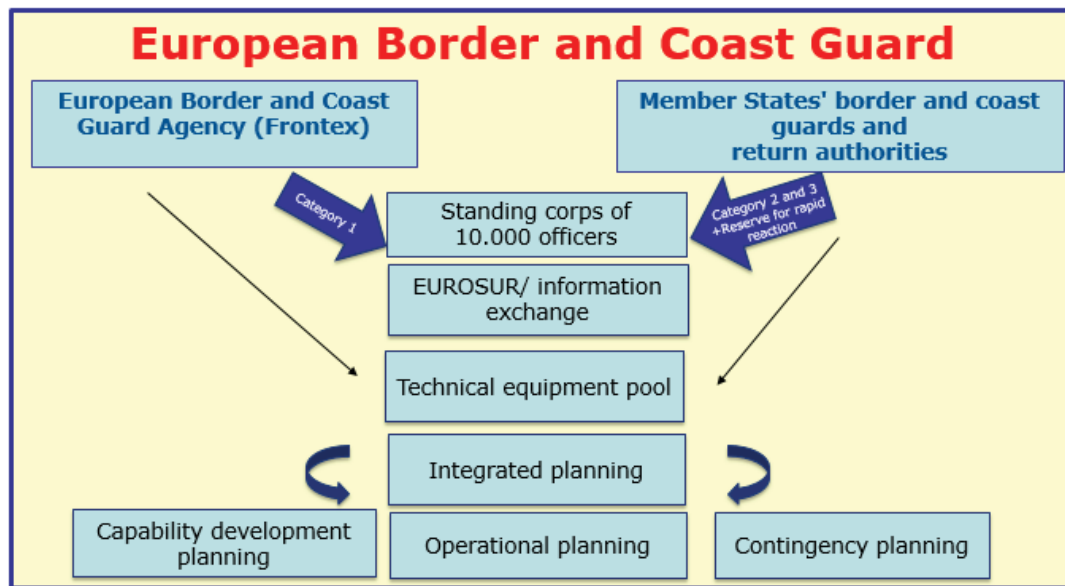 European Border and Coast Guard
European Border and Coast
Guard Agency (Frontex)
Member States' border and coast
guards and
return authorities
Category 1
Category 2 and 3
+Reserve for rapid
reaction
Standing corps of
10.000 officers
EUROSUR/ information
exchange
Technical equipment pool
Integrated planning
Capability development
planning
Operational planning
Contingency planning